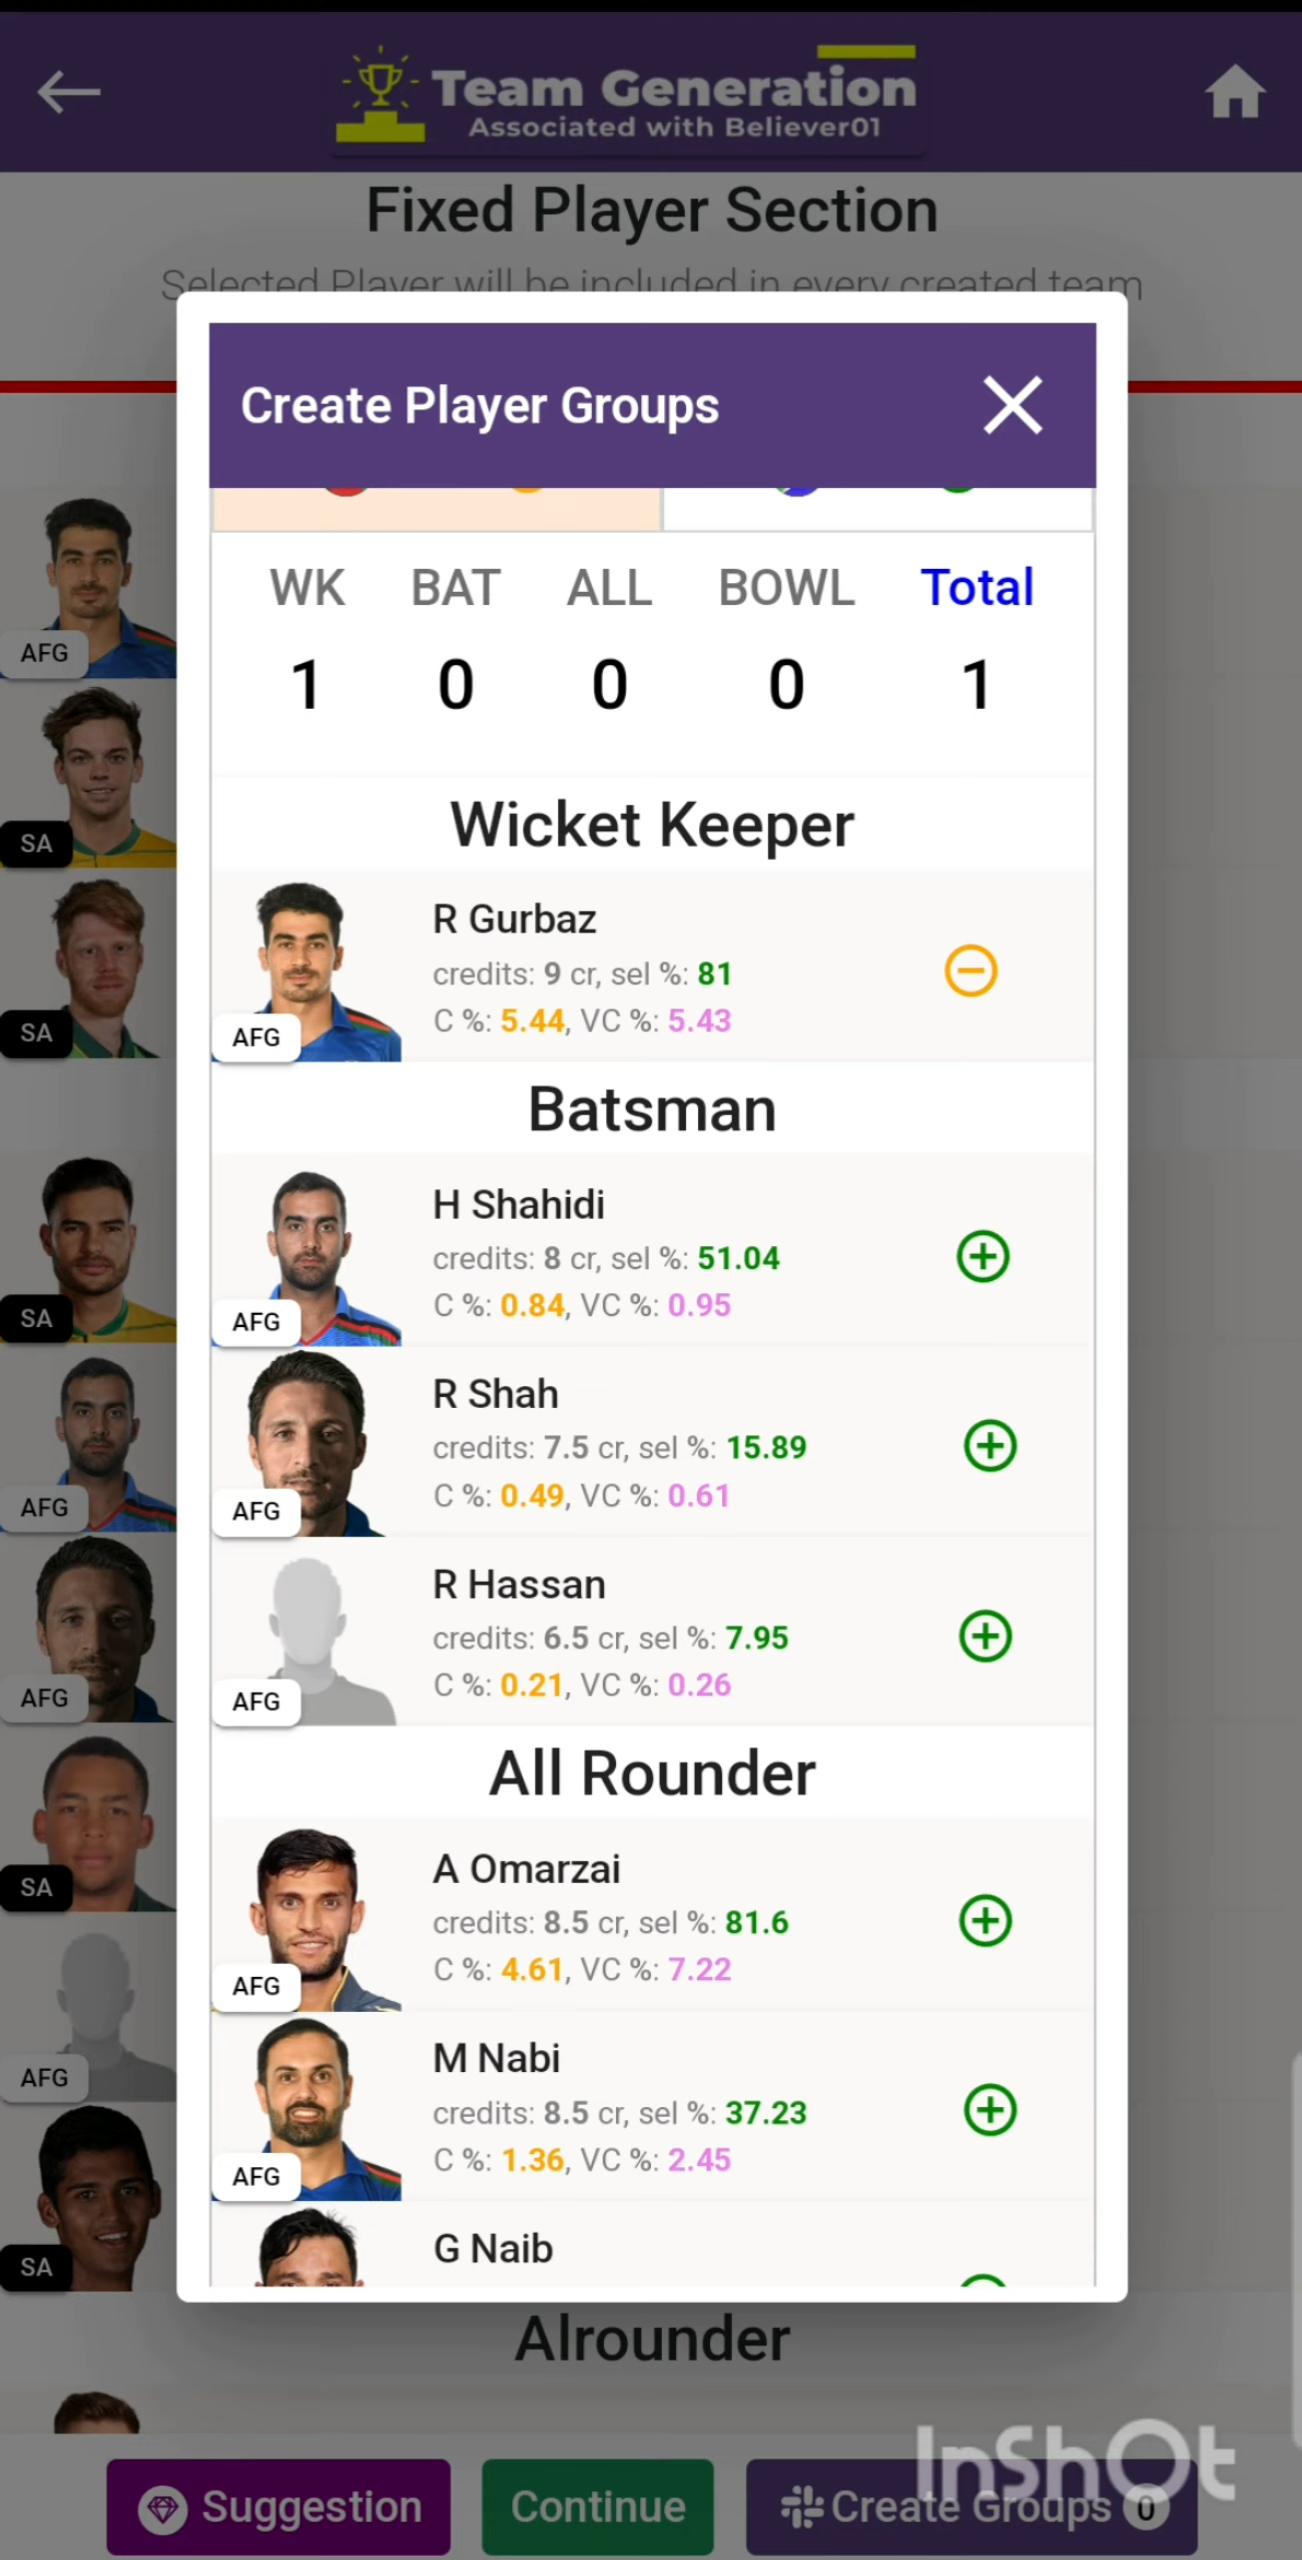 Team Generation
Associated with Believer01
Fixed Player Section
Selected Player will be included in every created team
Create Player Groups
WK BAT ALL BOWL Total
1 0 0 0 1
Wicket Keeper
R Gurbaz
credits: 9 cr, sel %: 81
C %: 5.44, VC %: 5.43
AFG
Batsman
H Shahidi
credits: 8 cr, sel %: 51.04
C %: 0.84, VC %: 0.95
AFG
R Shah
credits: 7.5 cr, sel %: 15.89
C %: 0.49, VC %: 0.61
AFG
R Hassan
credits: 6.5 cr, sel %: 7.95
C %: 0.21, VC %: 0.26
AFG
All Rounder
A Omarzai
credits: 8.5 cr, sel %: 81.6
C %: 4.61, VC %: 7.22
AFG
M Nabi
credits: 8.5 cr, sel %: 37.23
C %: 1.36, VC %: 2.45
AFG
G Naib
AFG
SA
SA
SA
AFG
AFG
SA
AFG
SA
Alrounder
Suggestion
Continue
Create Groups 0
InShOt